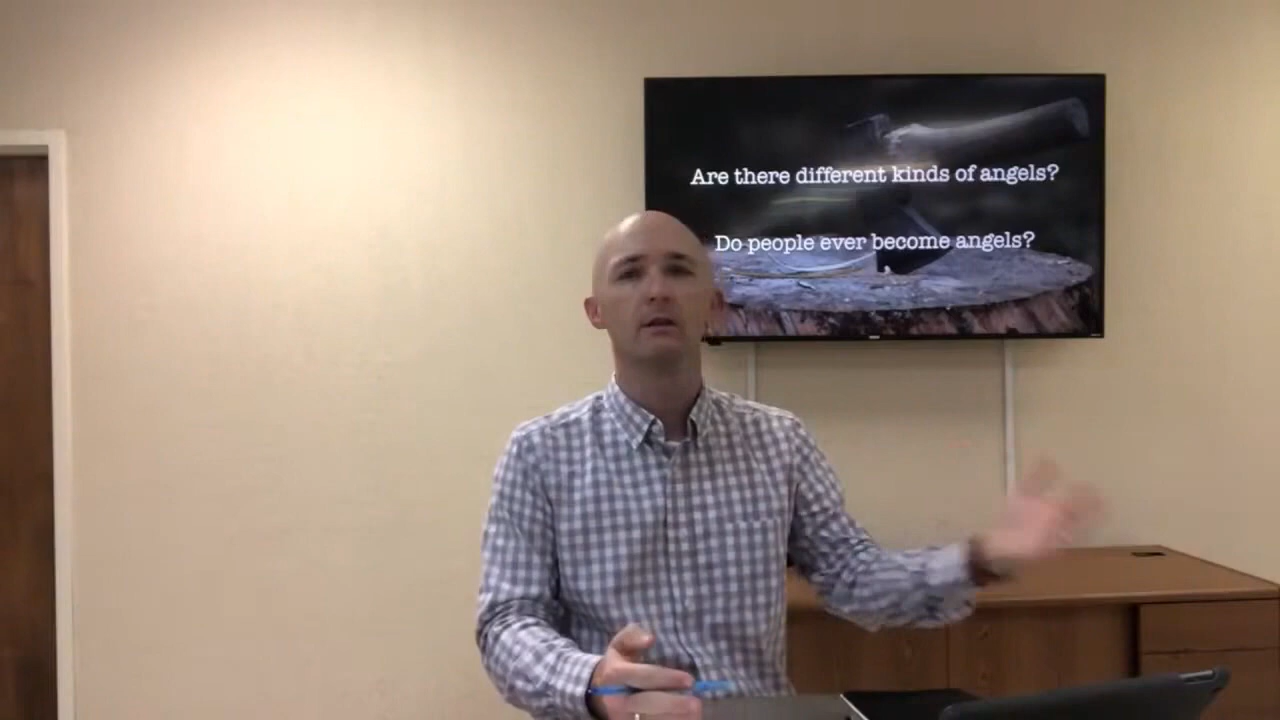 Are there different kinds of angels?
Do people ever become angels?